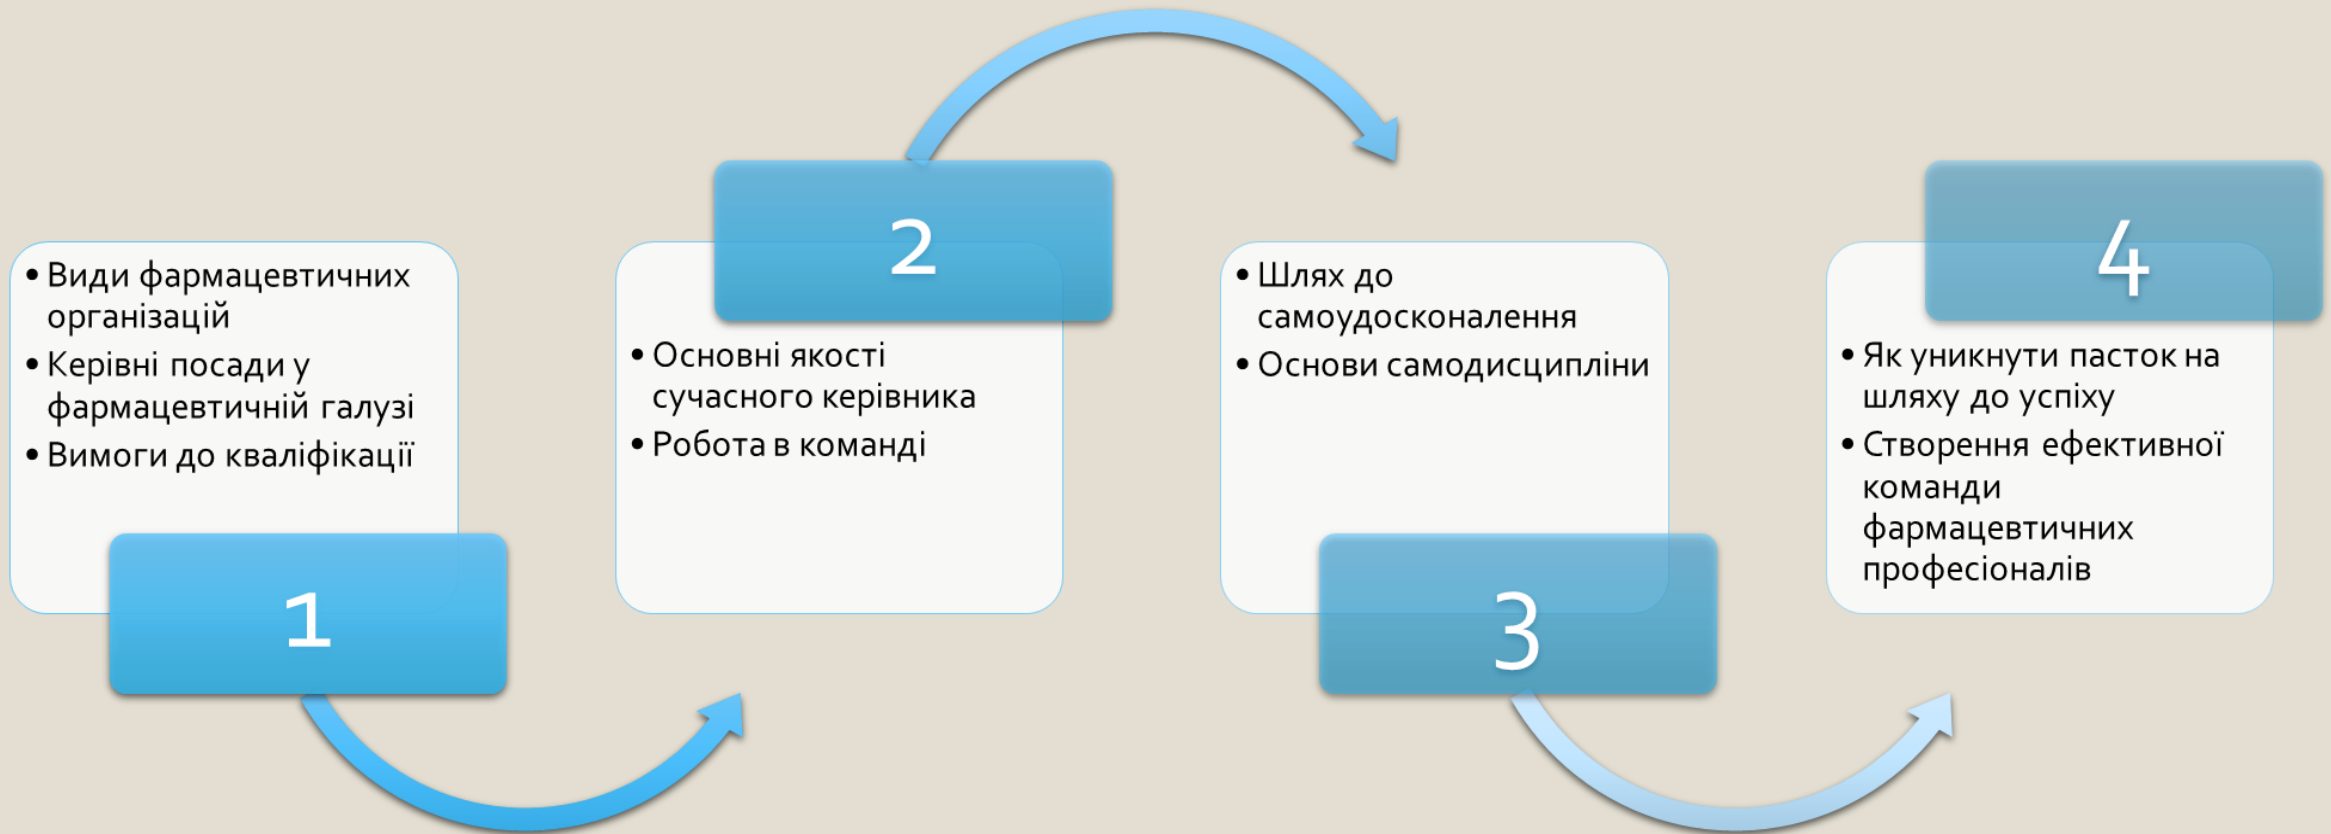 • Види фармацевтичних
організацій
• Керівні посади у
фармацевтичній галузі
• Вимоги до кваліфікації
1
2
• Основні якості
сучасного керівника
• Робота в команді
• Шлях до
самоудосконалення
• Основи самодисципліни
3
4
• Як уникнути пасток на
шляху до успіху
• Створення ефективної
команди
фармацевтичних
професіоналів